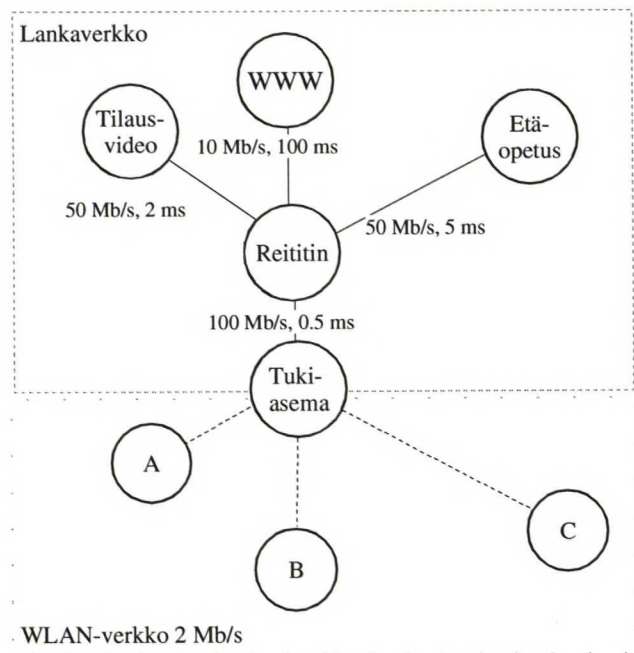 Lankaverkko
WWW
Tilaus-
video
Etä-
opetus
10 Mb/s, 100 ms
50 Mb/s, 2 ms
50 Mb/s, 5 ms
Reititin
100 Mb/s, 0.5 ms
Tuki-
asema
A
B
C
WLAN-verkko 2 Mb/s